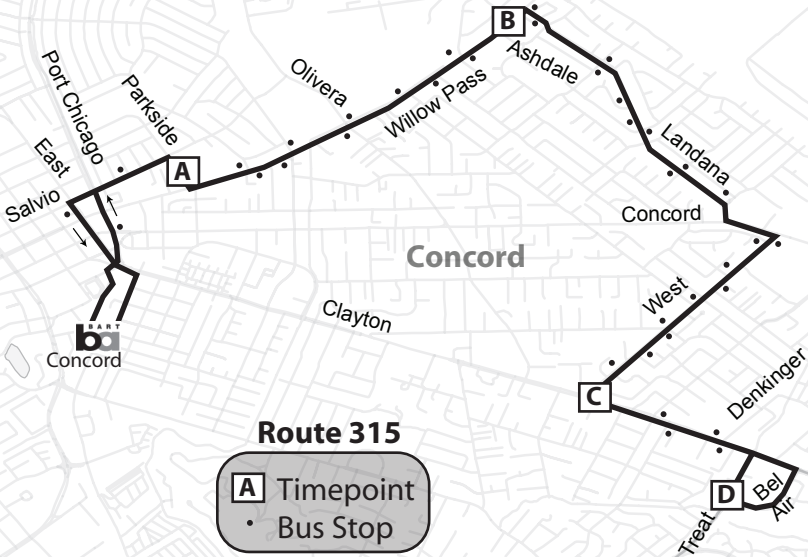 B
Ashdale
Olivera
Willow Pass
Port Chicago
Parkside
East
A
Landana
Salvio
Concord
Concord
West
Clayton
BART
ba
Concord
C
Denkinger
Route 315
A Timepoint
Bus Stop
D
Bel
Air
Treat